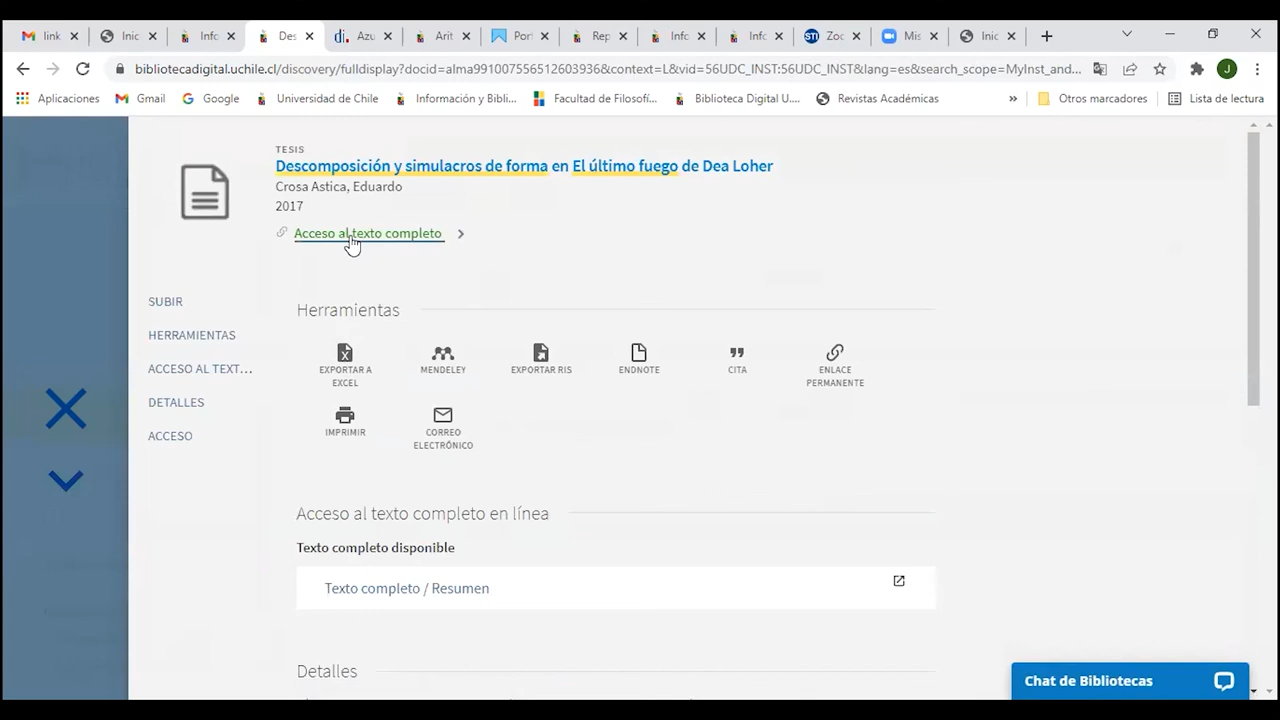 link
Inic
Info
Des
Azu
Arit
Port
Rep
Info
Info
STI
Zoc
Mis
Inic
bibliotecadigital.uchile.cl/discovery/fulldisplay?docid=alma991007556512603936&context=L&vid=56UDC_INST:56UDC_INST&lang=es&search_scope=MyInst_and...
J
Aplicaciones
Gmail
Google
Universidad de Chile
Información y Bibli...
Facultad de Filosofí...
Biblioteca Digital U....
Revistas Académicas
»
Otros marcadores
Lista de lectura
TESIS
Descomposición y simulacros de forma en El último fuego de Dea Loher
Crosa Astica, Eduardo
2017
Acceso al texto completo
SUBIR
HERRAMIENTAS
ACCESO AL TEXT...
DETALLES
ACCESO
Herramientas
EXPORTAR A
EXCEL
MENDELEY
EXPORTAR RIS
ENDNOTE
CITA
ENLACE
PERMANENTE
IMPRIMIR
CORREO
ELECTRÓNICO
Acceso al texto completo en línea
Texto completo disponible
Texto completo / Resumen
Detalles
Chat de Bibliotecas